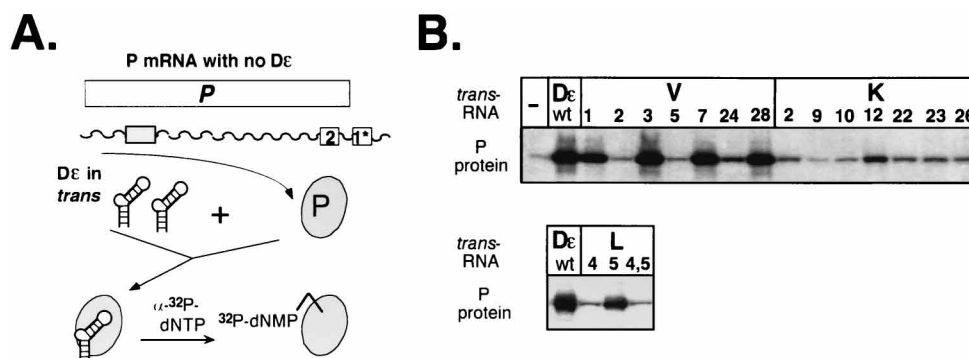 A.
P mRNA with no Dε
P
2 1*
Dε in
trans
+
P
α-³²P-
dNTP
³²P-dNMP
B.
trans-
RNA
- Dε wt V 1 2 3 5 7 24 28 K 2 9 10 12 22 23 26
P
protein
trans-
RNA
Dε wt L 4 5 4,5
P
protein